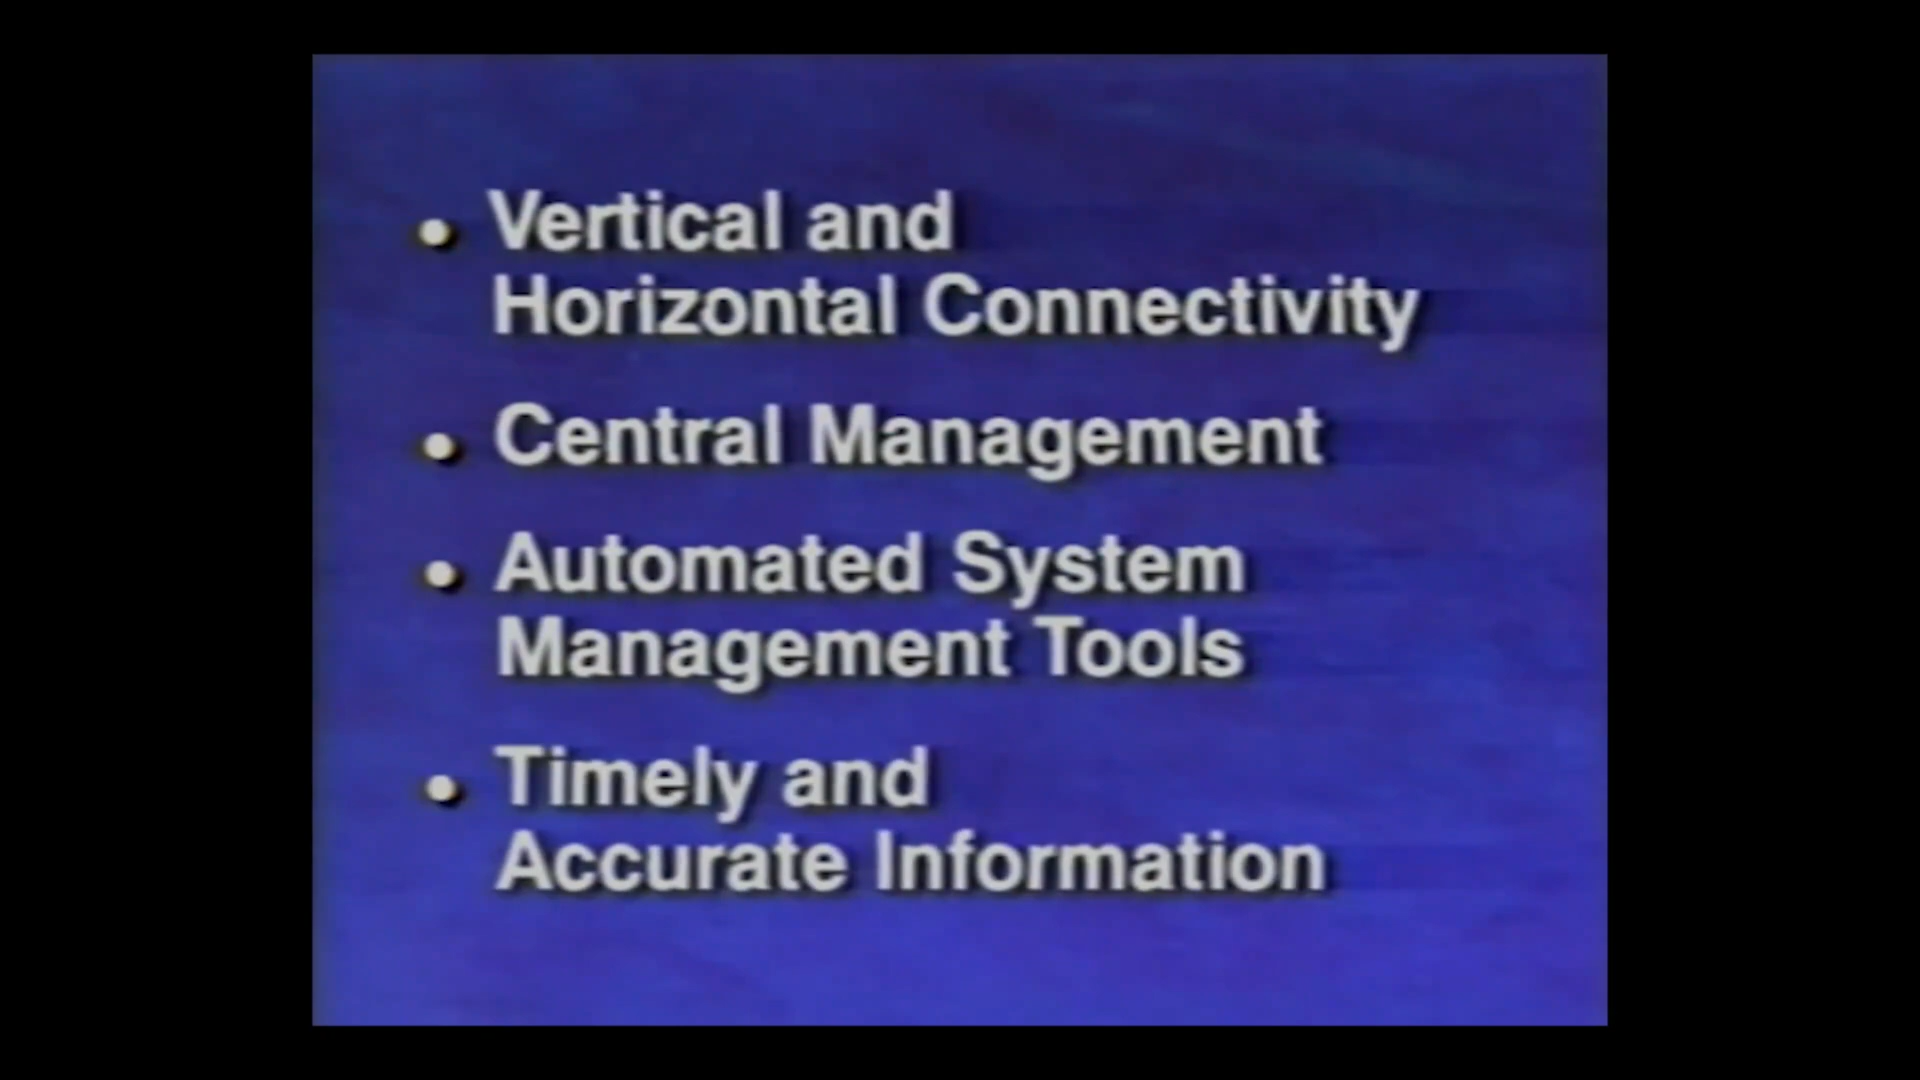 • Vertical and
Horizontal Connectivity
• Central Management
• Automated System
Management Tools
• Timely and
Accurate Information